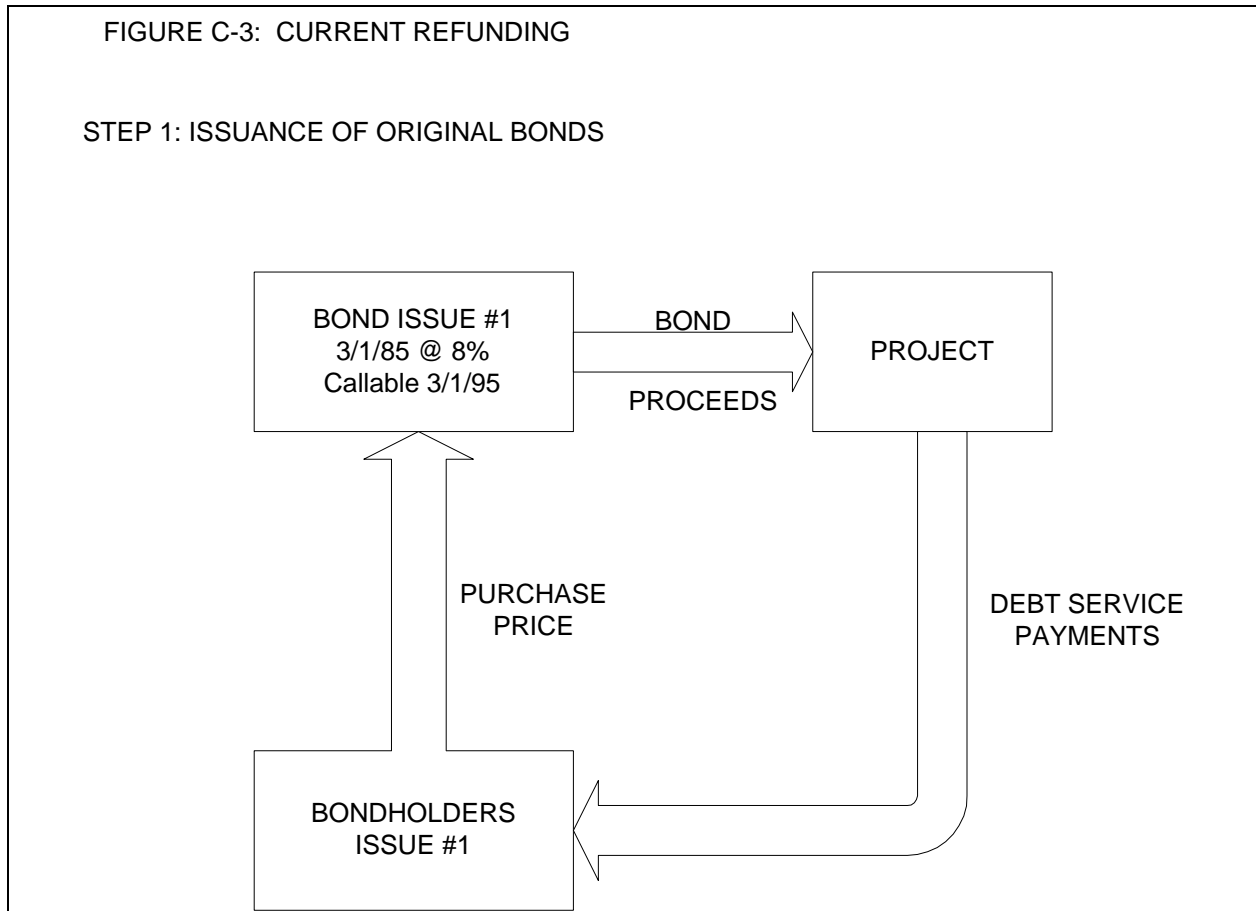 FIGURE C-3: CURRENT REFUNDING
STEP 1: ISSUANCE OF ORIGINAL BONDS
BOND ISSUE #1
3/1/85 @ 8%
Callable 3/1/95
BOND
PROCEEDS
PROJECT
PURCHASE
PRICE
DEBT SERVICE
PAYMENTS
BONDHOLDERS
ISSUE #1